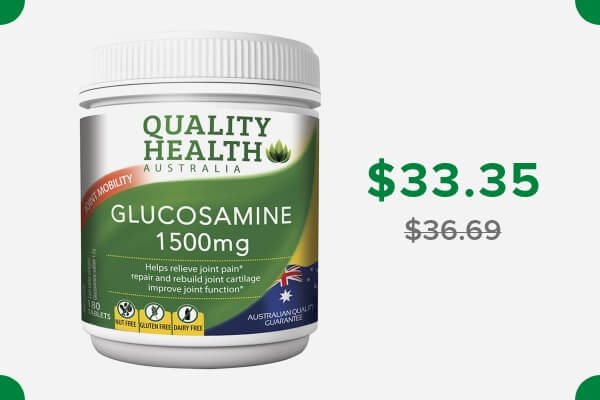 QUALITY
HEALTH
AUSTRALIA
JOINT MOBILITY
GLUCOSAMINE
1500mg
Helps relieve joint pain*
repair and rebuild joint cartilage
improve joint function*
TABLETS
NUT FREE
GLUTEN FREE
DAIRY FREE
AUSTRALIAN QUALITY
GUARANTEE
$33.35
$36.69